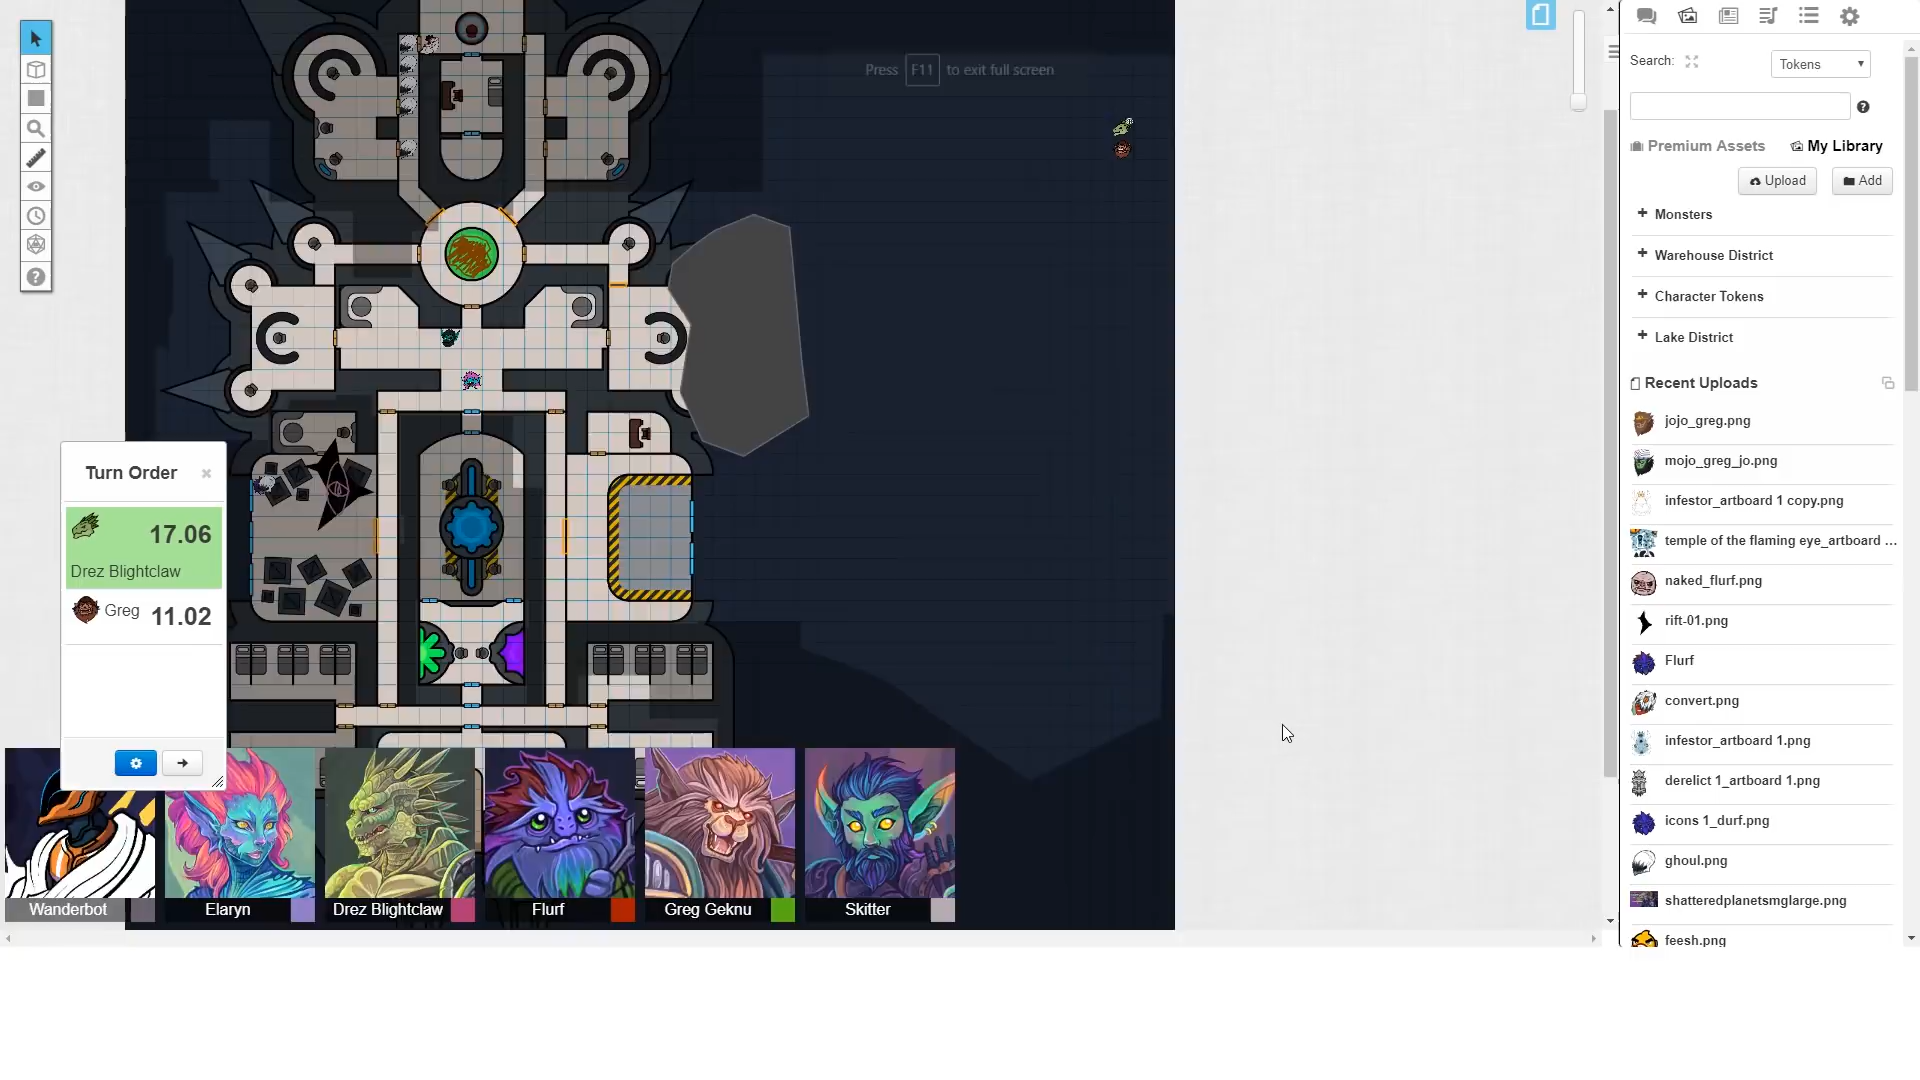 Press F11 to exit full screen
Search:
Tokens
Premium Assets
My Library
Upload
Add
Monsters
Warehouse District
Character Tokens
Lake District
Recent Uploads
jojo_greg.png
mojo_greg_jo.png
infestor_artboard 1 copy.png
temple of the flaming eye_artboard ...
naked_flurf.png
rift-01.png
Flurf
convert.png
infestor_artboard 1.png
derelict 1_artboard 1.png
icons 1_durf.png
ghoul.png
shatteredplanetsmglarge.png
feesh.png
Turn Order
17.06
Drez Blightclaw
Greg 11.02
Wanderbot
Elaryn
Drez Blightclaw
Flurf
Greg Geknu
Skitter